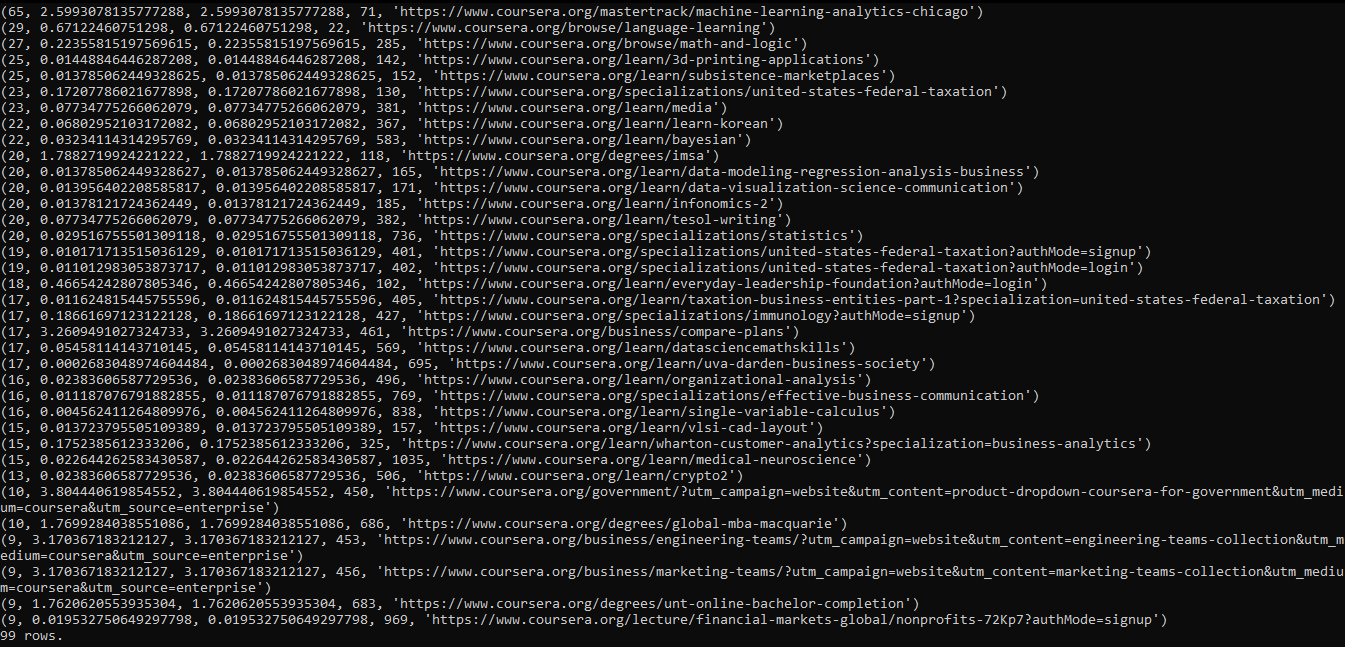 (65, 2.5993078135777288, 2.5993078135777288, 71, 'https://www.coursera.org/mastertrack/machine-learning-analytics-chicago')
(29, 0.67122460751298, 0.67122460751298, 22, 'https://www.coursera.org/browse/language-learning')
(27, 0.22355815197569615, 0.22355815197569615, 285, 'https://www.coursera.org/browse/math-and-logic')
(25, 0.01448846446287208, 0.01448846446287208, 142, 'https://www.coursera.org/learn/3d-printing-applications')
(25, 0.013785062449328625, 0.013785062449328625, 152, 'https://www.coursera.org/learn/subsistence-marketplaces')
(23, 0.17207786021677898, 0.17207786021677898, 130, 'https://www.coursera.org/specializations/united-states-federal-taxation')
(23, 0.07734775266062079, 0.07734775266062079, 381, 'https://www.coursera.org/learn/media')
(22, 0.06802952103172082, 0.06802952103172082, 367, 'https://www.coursera.org/learn/learn-korean')
(22, 0.03234114314295769, 0.03234114314295769, 583, 'https://www.coursera.org/learn/bayesian')
(20, 1.7882719924221222, 1.7882719924221222, 118, 'https://www.coursera.org/degrees/imsa')
(20, 0.013785062449328627, 0.013785062449328627, 165, 'https://www.coursera.org/learn/data-modeling-regression-analysis-business')
(20, 0.013956402208585817, 0.013956402208585817, 171, 'https://www.coursera.org/learn/data-visualization-science-communication')
(20, 0.01378121724362449, 0.01378121724362449, 185, 'https://www.coursera.org/learn/infonomics-2')
(20, 0.07734775266062079, 0.07734775266062079, 382, 'https://www.coursera.org/learn/tesol-writing')
(20, 0.029516755501309118, 0.029516755501309118, 736, 'https://www.coursera.org/specializations/statistics')
(19, 0.010171713515036129, 0.010171713515036129, 401, 'https://www.coursera.org/specializations/united-states-federal-taxation?authMode=signup')
(19, 0.011012983053873717, 0.011012983053873717, 402, 'https://www.coursera.org/specializations/united-states-federal-taxation?authMode=login')
(18, 0.46654242807805346, 0.46654242807805346, 102, 'https://www.coursera.org/learn/everyday-leadership-foundation?authMode=login')
(17, 0.011624815445755596, 0.011624815445755596, 405, 'https://www.coursera.org/learn/taxation-business-entities-part-1?specialization=united-states-federal-taxation')
(17, 0.18661697123122128, 0.18661697123122128, 427, 'https://www.coursera.org/specializations/immunology?authMode=signup')
(17, 3.2609491027324733, 3.2609491027324733, 461, 'https://www.coursera.org/business/compare-plans')
(17, 0.05458114143710145, 0.05458114143710145, 569, 'https://www.coursera.org/learn/datasciencemathskills')
(17, 0.0002683048974604484, 0.0002683048974604484, 695, 'https://www.coursera.org/learn/uva-darden-business-society')
(16, 0.02383606587729536, 0.02383606587729536, 496, 'https://www.coursera.org/learn/organizational-analysis')
(16, 0.011187076791882855, 0.011187076791882855, 769, 'https://www.coursera.org/specializations/effective-business-communication')
(16, 0.004562411264809976, 0.004562411264809976, 838, 'https://www.coursera.org/learn/single-variable-calculus')
(15, 0.013723795505109389, 0.013723795505109389, 157, 'https://www.coursera.org/learn/vlsi-cad-layout')
(15, 0.1752385612333206, 0.1752385612333206, 325, 'https://www.coursera.org/learn/wharton-customer-analytics?specialization=business-analytics')
(15, 0.022644262583430587, 0.022644262583430587, 1035, 'https://www.coursera.org/learn/medical-neuroscience')
(13, 0.02383606587729536, 0.02383606587729536, 506, 'https://www.coursera.org/learn/crypto2')
(10, 3.804440619854552, 3.804440619854552, 450, 'https://www.coursera.org/government/?utm_campaign=website&utm_content=product-dropdown-coursera-for-government&utm_medi
um=coursera&utm_source=enterprise')
(10, 1.7699284038551086, 1.7699284038551086, 686, 'https://www.coursera.org/degrees/global-mba-macquarie')
(9, 3.170367183212127, 3.170367183212127, 453, 'https://www.coursera.org/business/engineering-teams/?utm_campaign=website&utm_content=engineering-teams-collection&utm_m
edium=coursera&utm_source=enterprise')
(9, 3.170367183212127, 3.170367183212127, 456, 'https://www.coursera.org/business/marketing-teams/?utm_campaign=website&utm_content=marketing-teams-collection&utm_mediu
m=coursera&utm_source=enterprise')
(9, 1.7620620553935304, 1.7620620553935304, 683, 'https://www.coursera.org/degrees/unt-online-bachelor-completion')
(9, 0.019532750649297798, 0.019532750649297798, 969, 'https://www.coursera.org/lecture/financial-markets-global/nonprofits-72Kp7?authMode=signup')
99 rows.